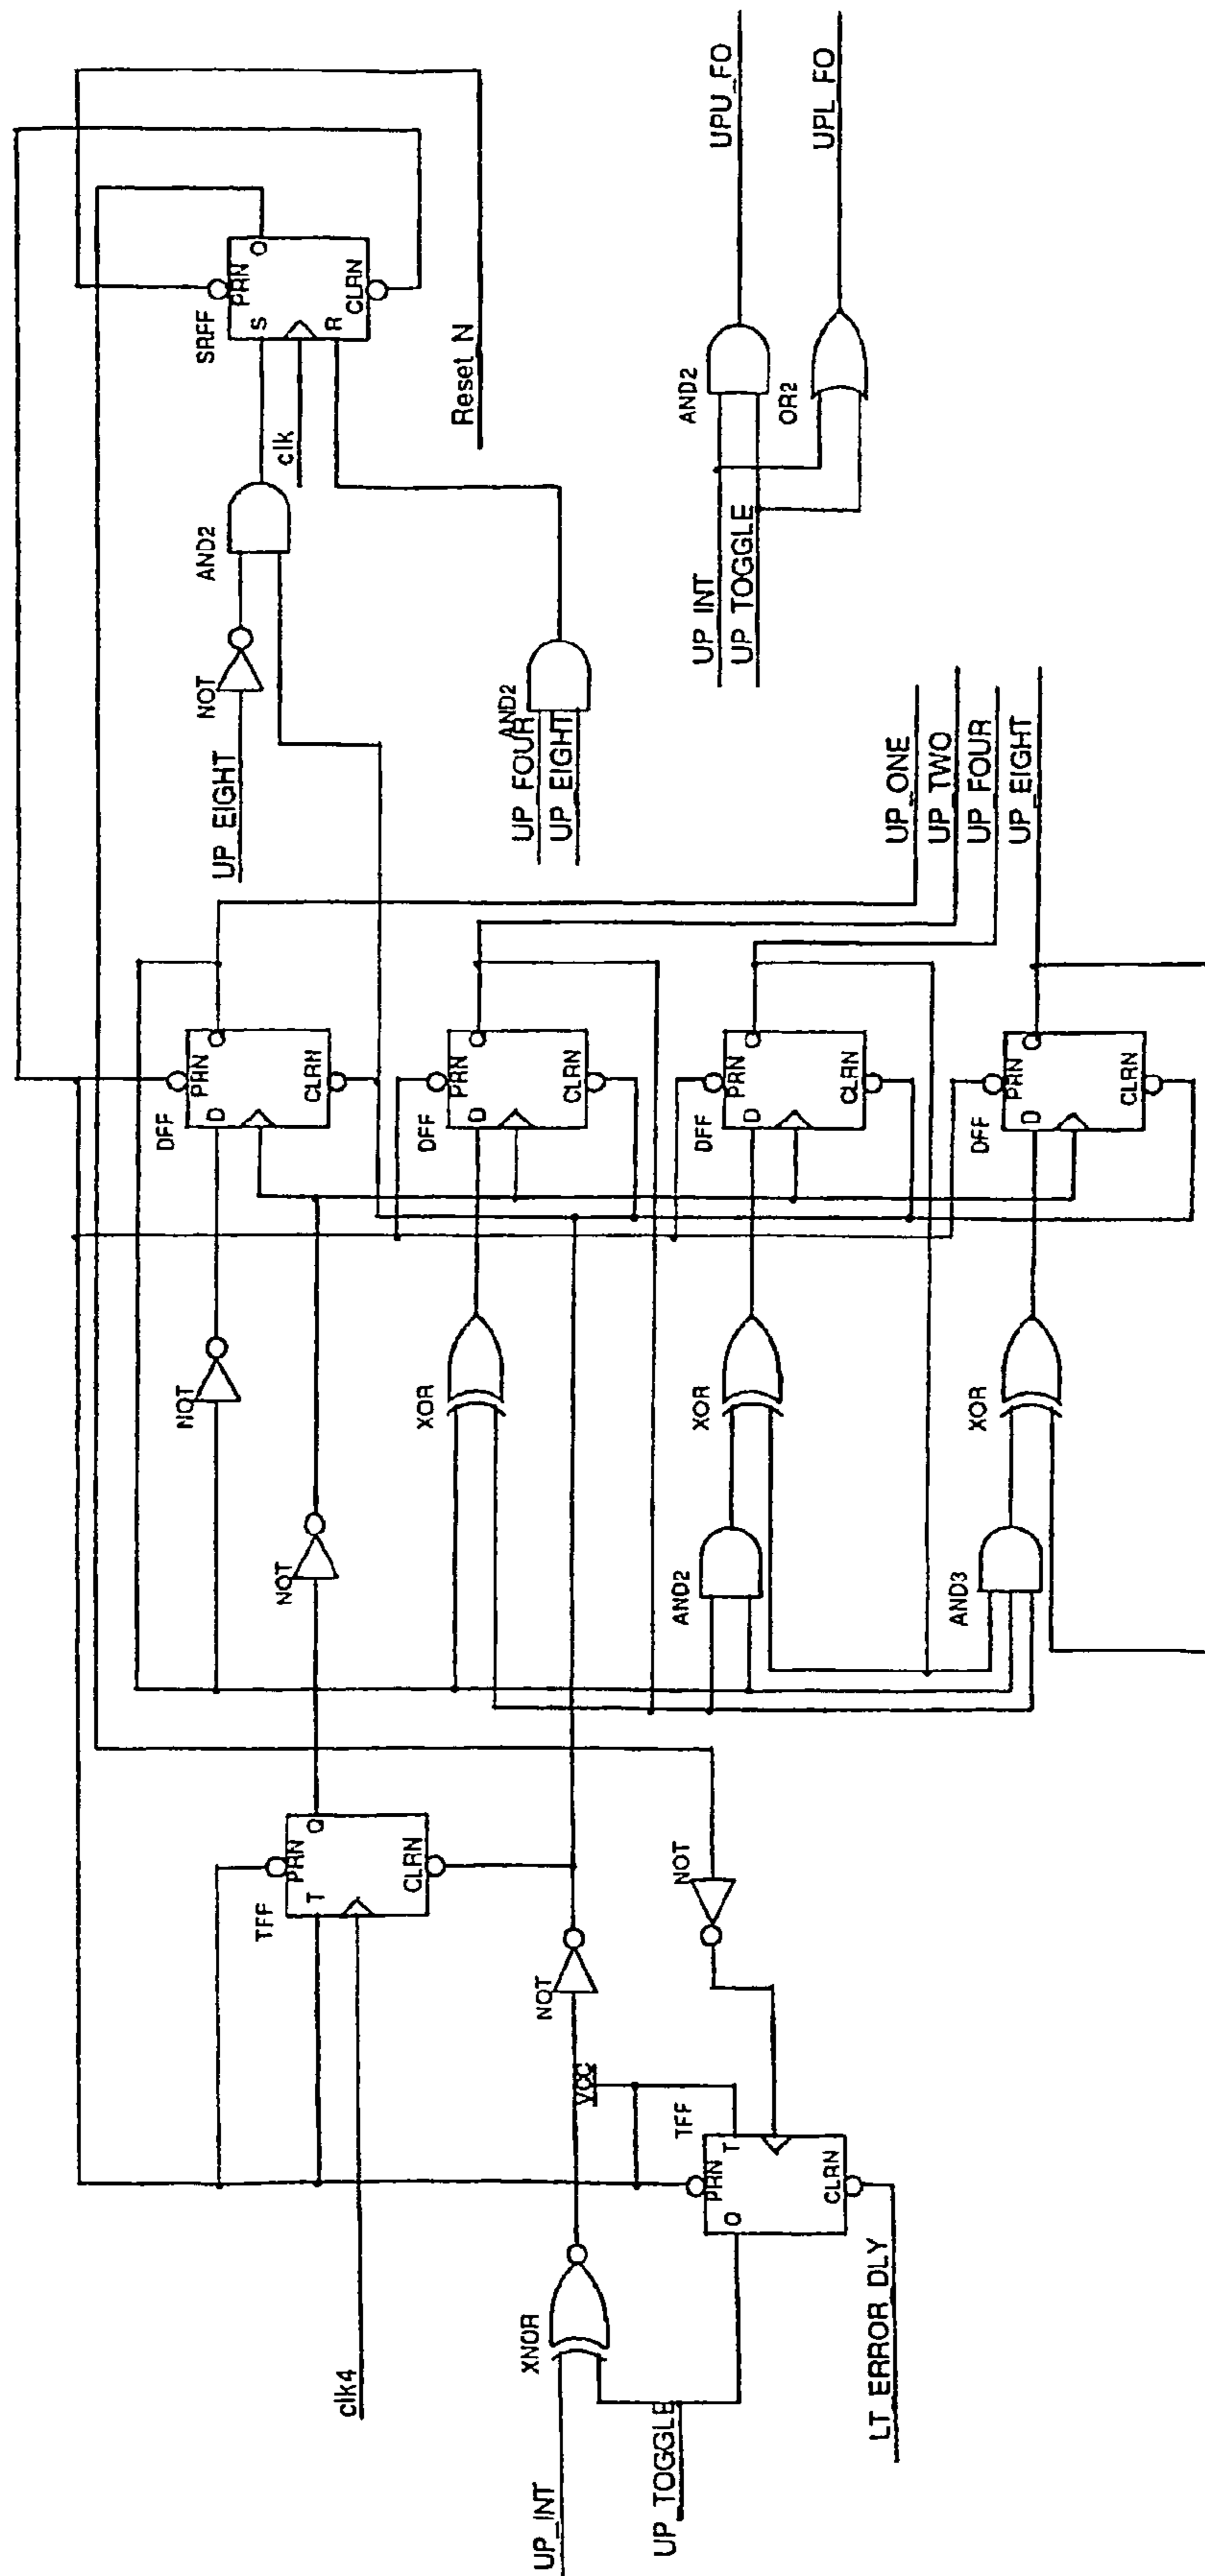 NOT
DFF
PRN
D
Q
CLRN
UP_EIGHT
NOT
AND2
SRFF
PRN
S
Q
R
CLRN
clk
TFF
PRN
T
Q
CLRN
NOT
clk4
XOR
DFF
PRN
D
Q
CLRN
UP_FOUR
UP_EIGHT
AND2
Reset N
UP_INT
XNOR
VCC
NOT
UP_TOGGLE
TFF
PRN
Q
T
CLRN
NOT
LT_ERROR_DLY
AND2
XOR
DFF
PRN
D
Q
CLRN
UP_INT
UP_TOGGLE
AND2
OR2
UPU_FO
UPL_FO
UP_ONE
UP_TWO
UP_FOUR
UP_EIGHT
AND3
XOR
DFF
PRN
D
Q
CLRN